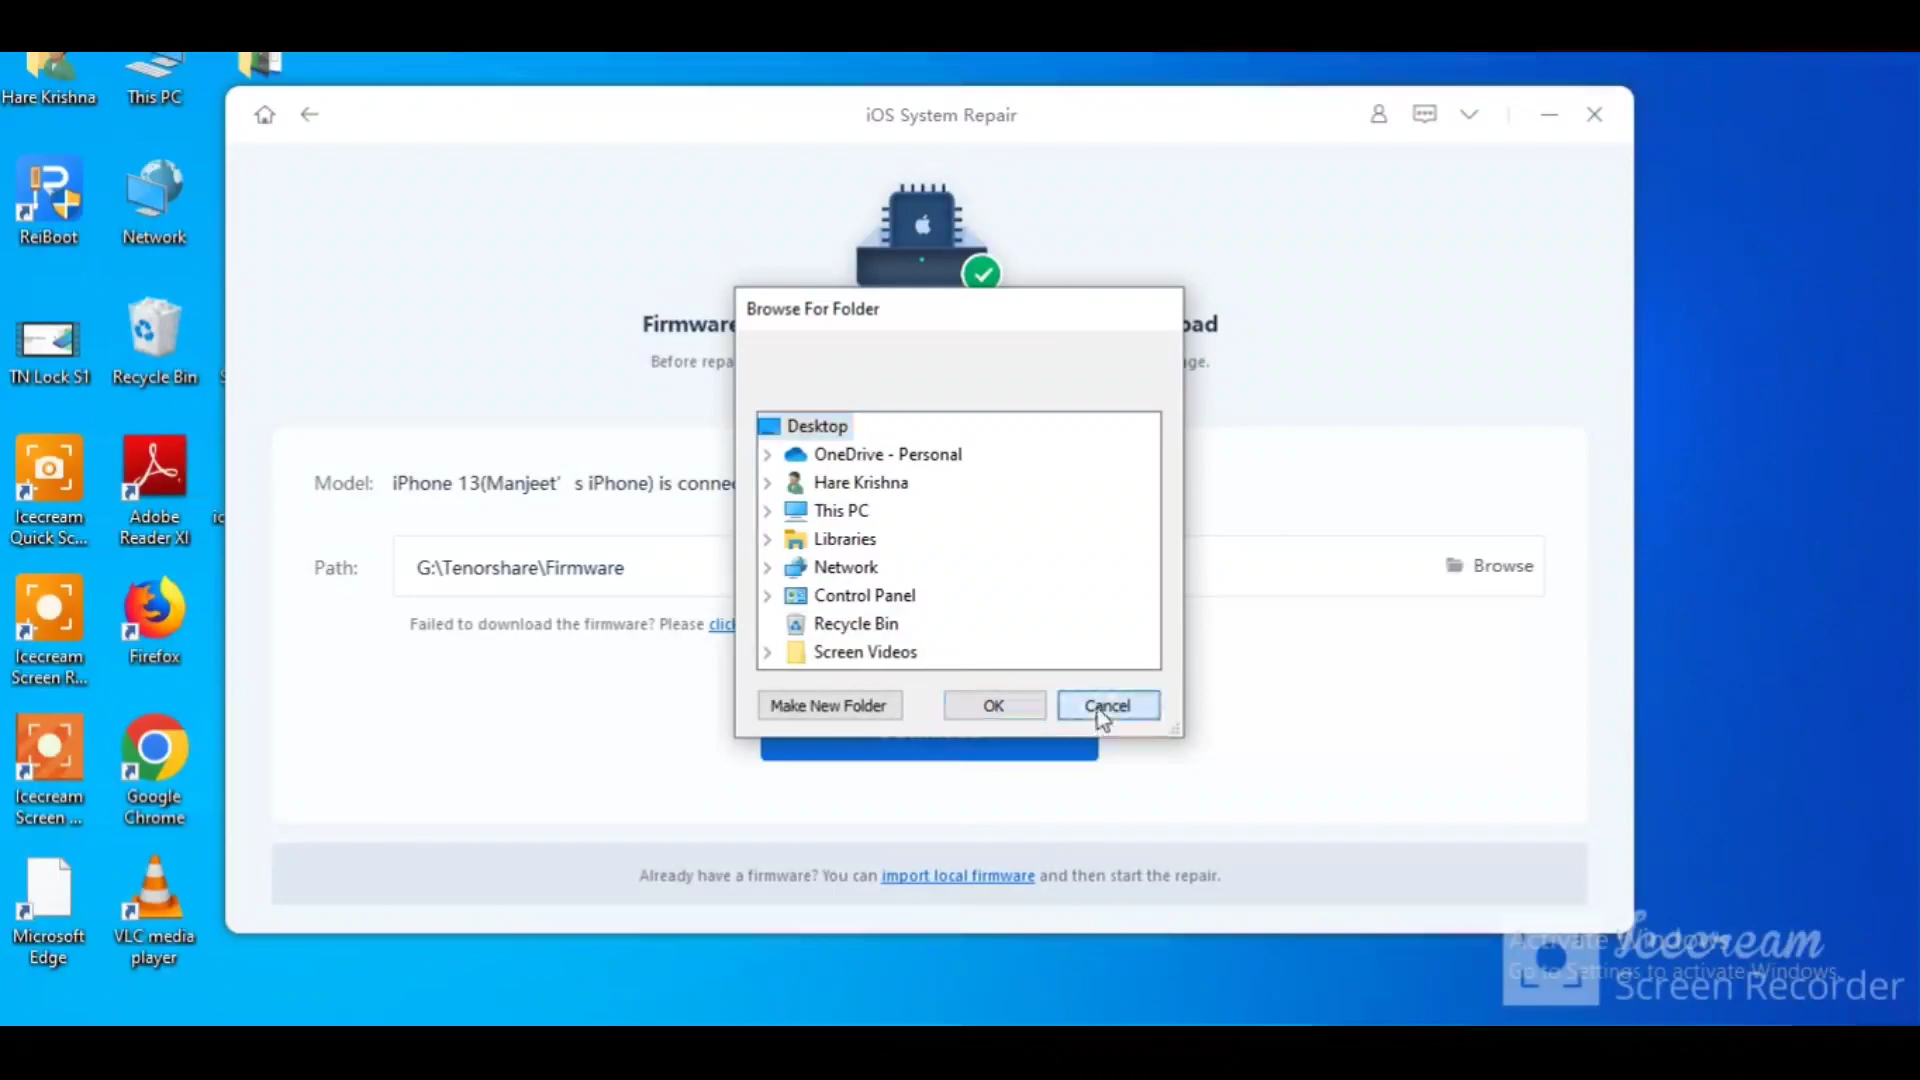 Hare Krishna
This PC
ReiBoot
Network
TN Lock S1
Recycle Bin
Icecream
Quick Sc...
Adobe
Reader XI
Icecream
Screen R...
Firefox
Icecream
Screen ...
Google
Chrome
Microsoft
Edge
VLC media
player
iOS System Repair
Firmware
oad
Before repa
ge.
Model: iPhone 13(Manjeet’s iPhone) is connec
Path: G:\Tenorshare\Firmware
Browse
Failed to download the firmware? Please click
Browse For Folder
Desktop
OneDrive - Personal
Hare Krishna
This PC
Libraries
Network
Control Panel
Recycle Bin
Screen Videos
Make New Folder
OK
Cancel
Already have a firmware? You can import local firmware and then start the repair.
Activate Windows
Go to Settings to activate Windows.
Icecream
Screen Recorder